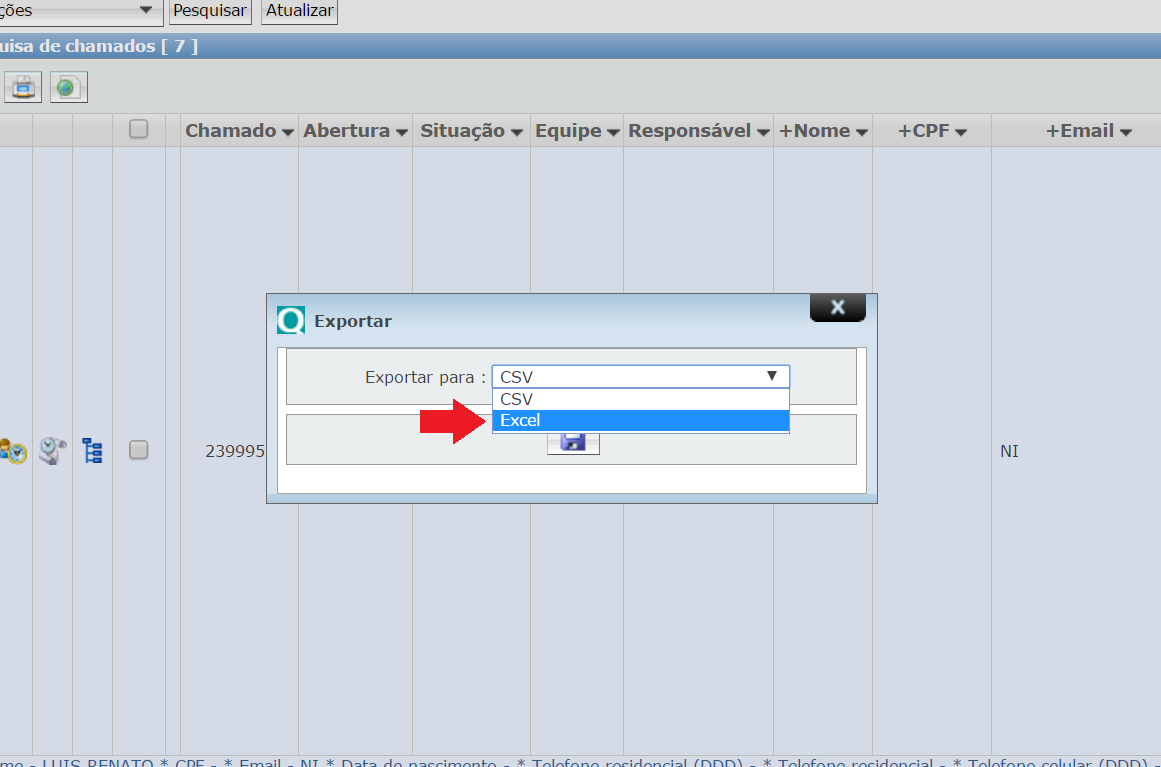 ções Pesquisar Atualizar
uisa de chamados [ 7 ]
Chamado Abertura Situação Equipe Responsável +Nome +CPF +Email
Exportar X
Exportar para : CSV
CSV
Excel
239995 NI
me - LUIS RENATO * CPF - * Email - NI * Data de nascimento - * Telefone residencial (DDD) - * Telefone residencial - * Telefone celular (DDD) -